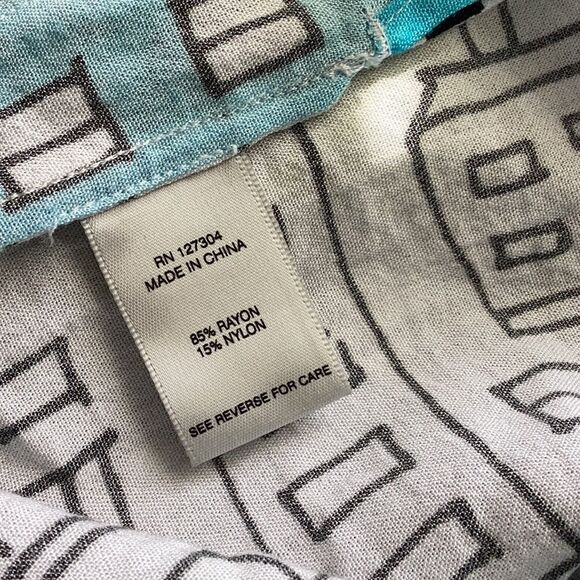 RN 127304
MADE IN CHINA
85% RAYON
15% NYLON
SEE REVERSE FOR CARE